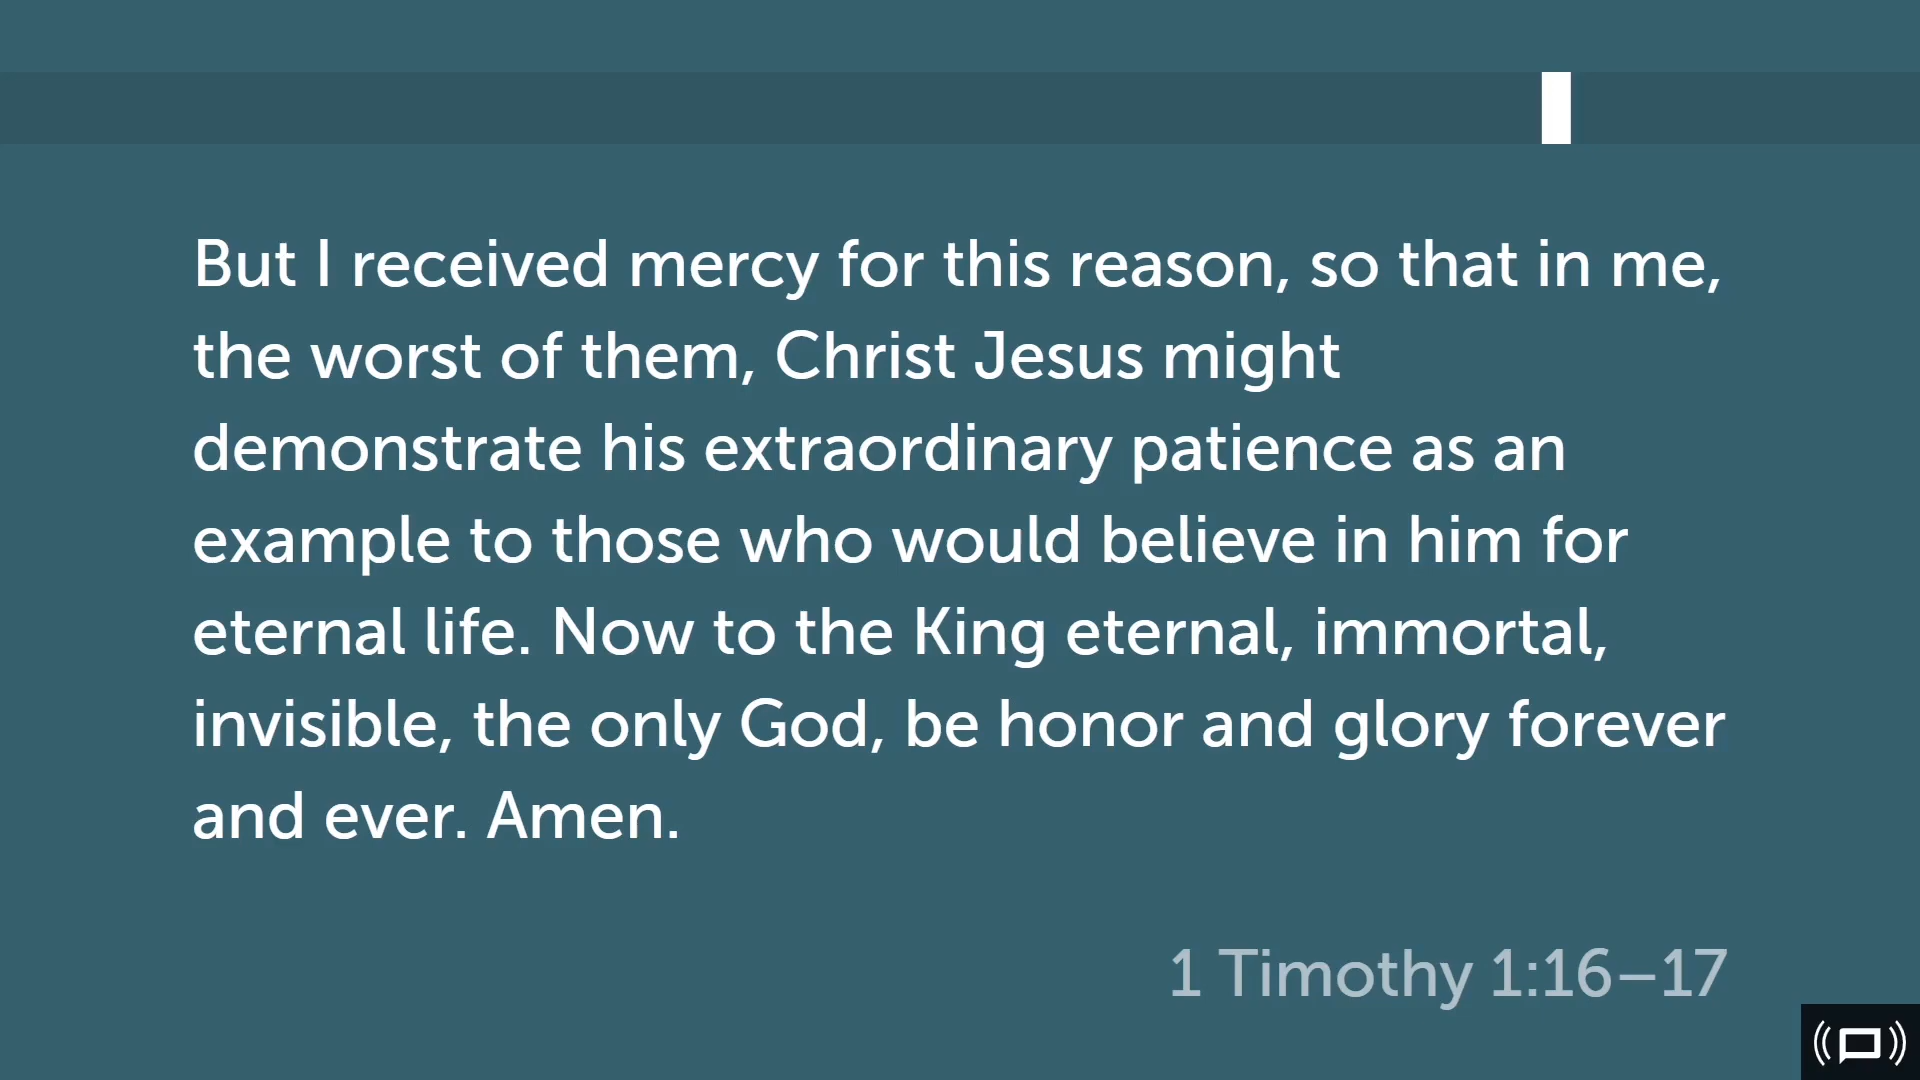 But I received mercy for this reason, so that in me,
the worst of them, Christ Jesus might
demonstrate his extraordinary patience as an
example to those who would believe in him for
eternal life. Now to the King eternal, immortal,
invisible, the only God, be honor and glory forever
and ever. Amen.
1 Timothy 1:16–17